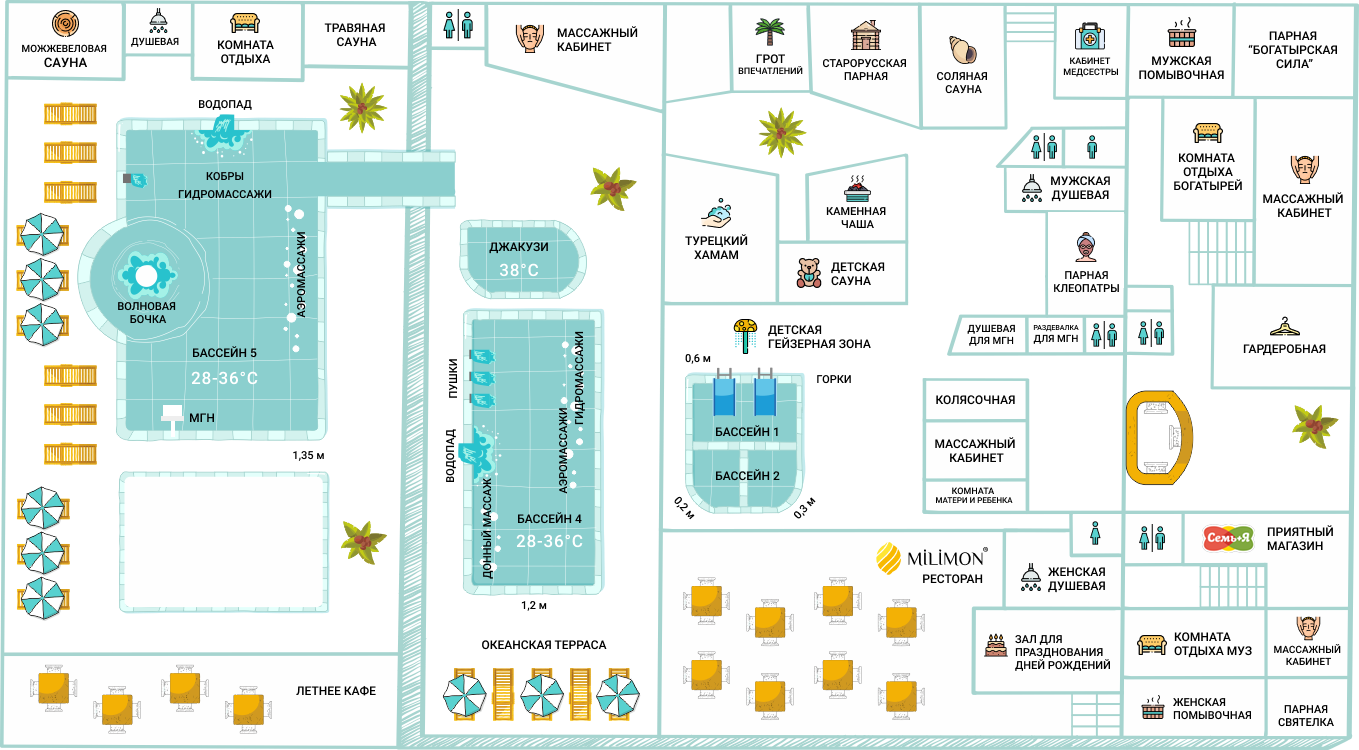 МОЖЖЕВЕЛОВАЯ
САУНА
ДУШЕВАЯ
КОМНАТА
ОТДЫХА
ТРАВЯНАЯ
САУНА
ВОДОПАД
КОБРЫ
ГИДРОМАССАЖИ
АЭРОМАССАЖИ
ВОЛНОВАЯ
БОЧКА
БАССЕЙН 5
28-36°C
МГН
1,35 м
ЛЕТНЕЕ КАФЕ
МАССАЖНЫЙ
КАБИНЕТ
ДЖАКУЗИ
38°C
ПУШКИ
ВОДОПАД
ГИДРОМАССАЖИ
АЭРОМАССАЖИ
ДОННЫЙ МАССАЖ
БАССЕЙН 4
28-36°C
1,2 м
ОКЕАНСКАЯ ТЕРРАСА
ГРОТ
ВПЕЧАТЛЕНИЙ
СТАРОРУССКАЯ
ПАРНАЯ
СОЛЯНАЯ
САУНА
КАБИНЕТ
МЕДСЕСТРЫ
МУЖСКАЯ
ПОМЫВОЧНАЯ
ПАРНАЯ
“БОГАТЫРСКАЯ
СИЛА”
ТУРЕЦКИЙ
ХАМАМ
КАМЕННАЯ
ЧАША
ДЕТСКАЯ
САУНА
МУЖСКАЯ
ДУШЕВАЯ
ПАРНАЯ
КЛЕОПАТРЫ
КОМНАТА
ОТДЫХА
БОГАТЫРЕЙ
МАССАЖНЫЙ
КАБИНЕТ
ДУШЕВАЯ
ДЛЯ МГН
РАЗДЕВАЛКА
ДЛЯ МГН
ГАРДЕРОБНАЯ
ДЕТСКАЯ
ГЕЙЗЕРНАЯ ЗОНА
0,6 м
ГОРКИ
БАССЕЙН 1
БАССЕЙН 2
0,2 м
0,3 м
КОЛЯСОЧНАЯ
МАССАЖНЫЙ
КАБИНЕТ
КОМНАТА
МАТЕРИ И РЕБЕНКА
MILIMON®
РЕСТОРАН
ЖЕНСКАЯ
ДУШЕВАЯ
СемьЯ
ПРИЯТНЫЙ
МАГАЗИН
ЗАЛ ДЛЯ
ПРАЗДНОВАНИЯ
ДНЕЙ РОЖДЕНИЙ
КОМНАТА
ОТДЫХА МУЗ
МАССАЖНЫЙ
КАБИНЕТ
ЖЕНСКАЯ
ПОМЫВОЧНАЯ
ПАРНАЯ
СВЯТЕЛКА